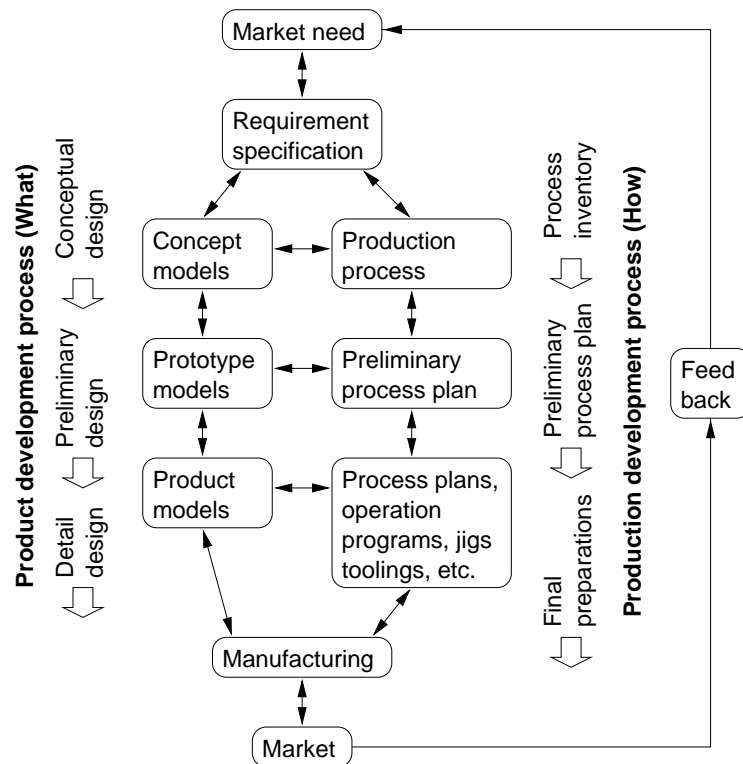 Market need
Requirement
specification
Product development process (What)
Conceptual
design
Preliminary
design
Detail
design
Concept
models
Production
process
Prototype
models
Preliminary
process plan
Product
models
Process plans,
operation
programs, jigs
toolings, etc.
Manufacturing
Market
Process
inventory
Preliminary
process plan
Final
preparations
Production development process (How)
Feed
back